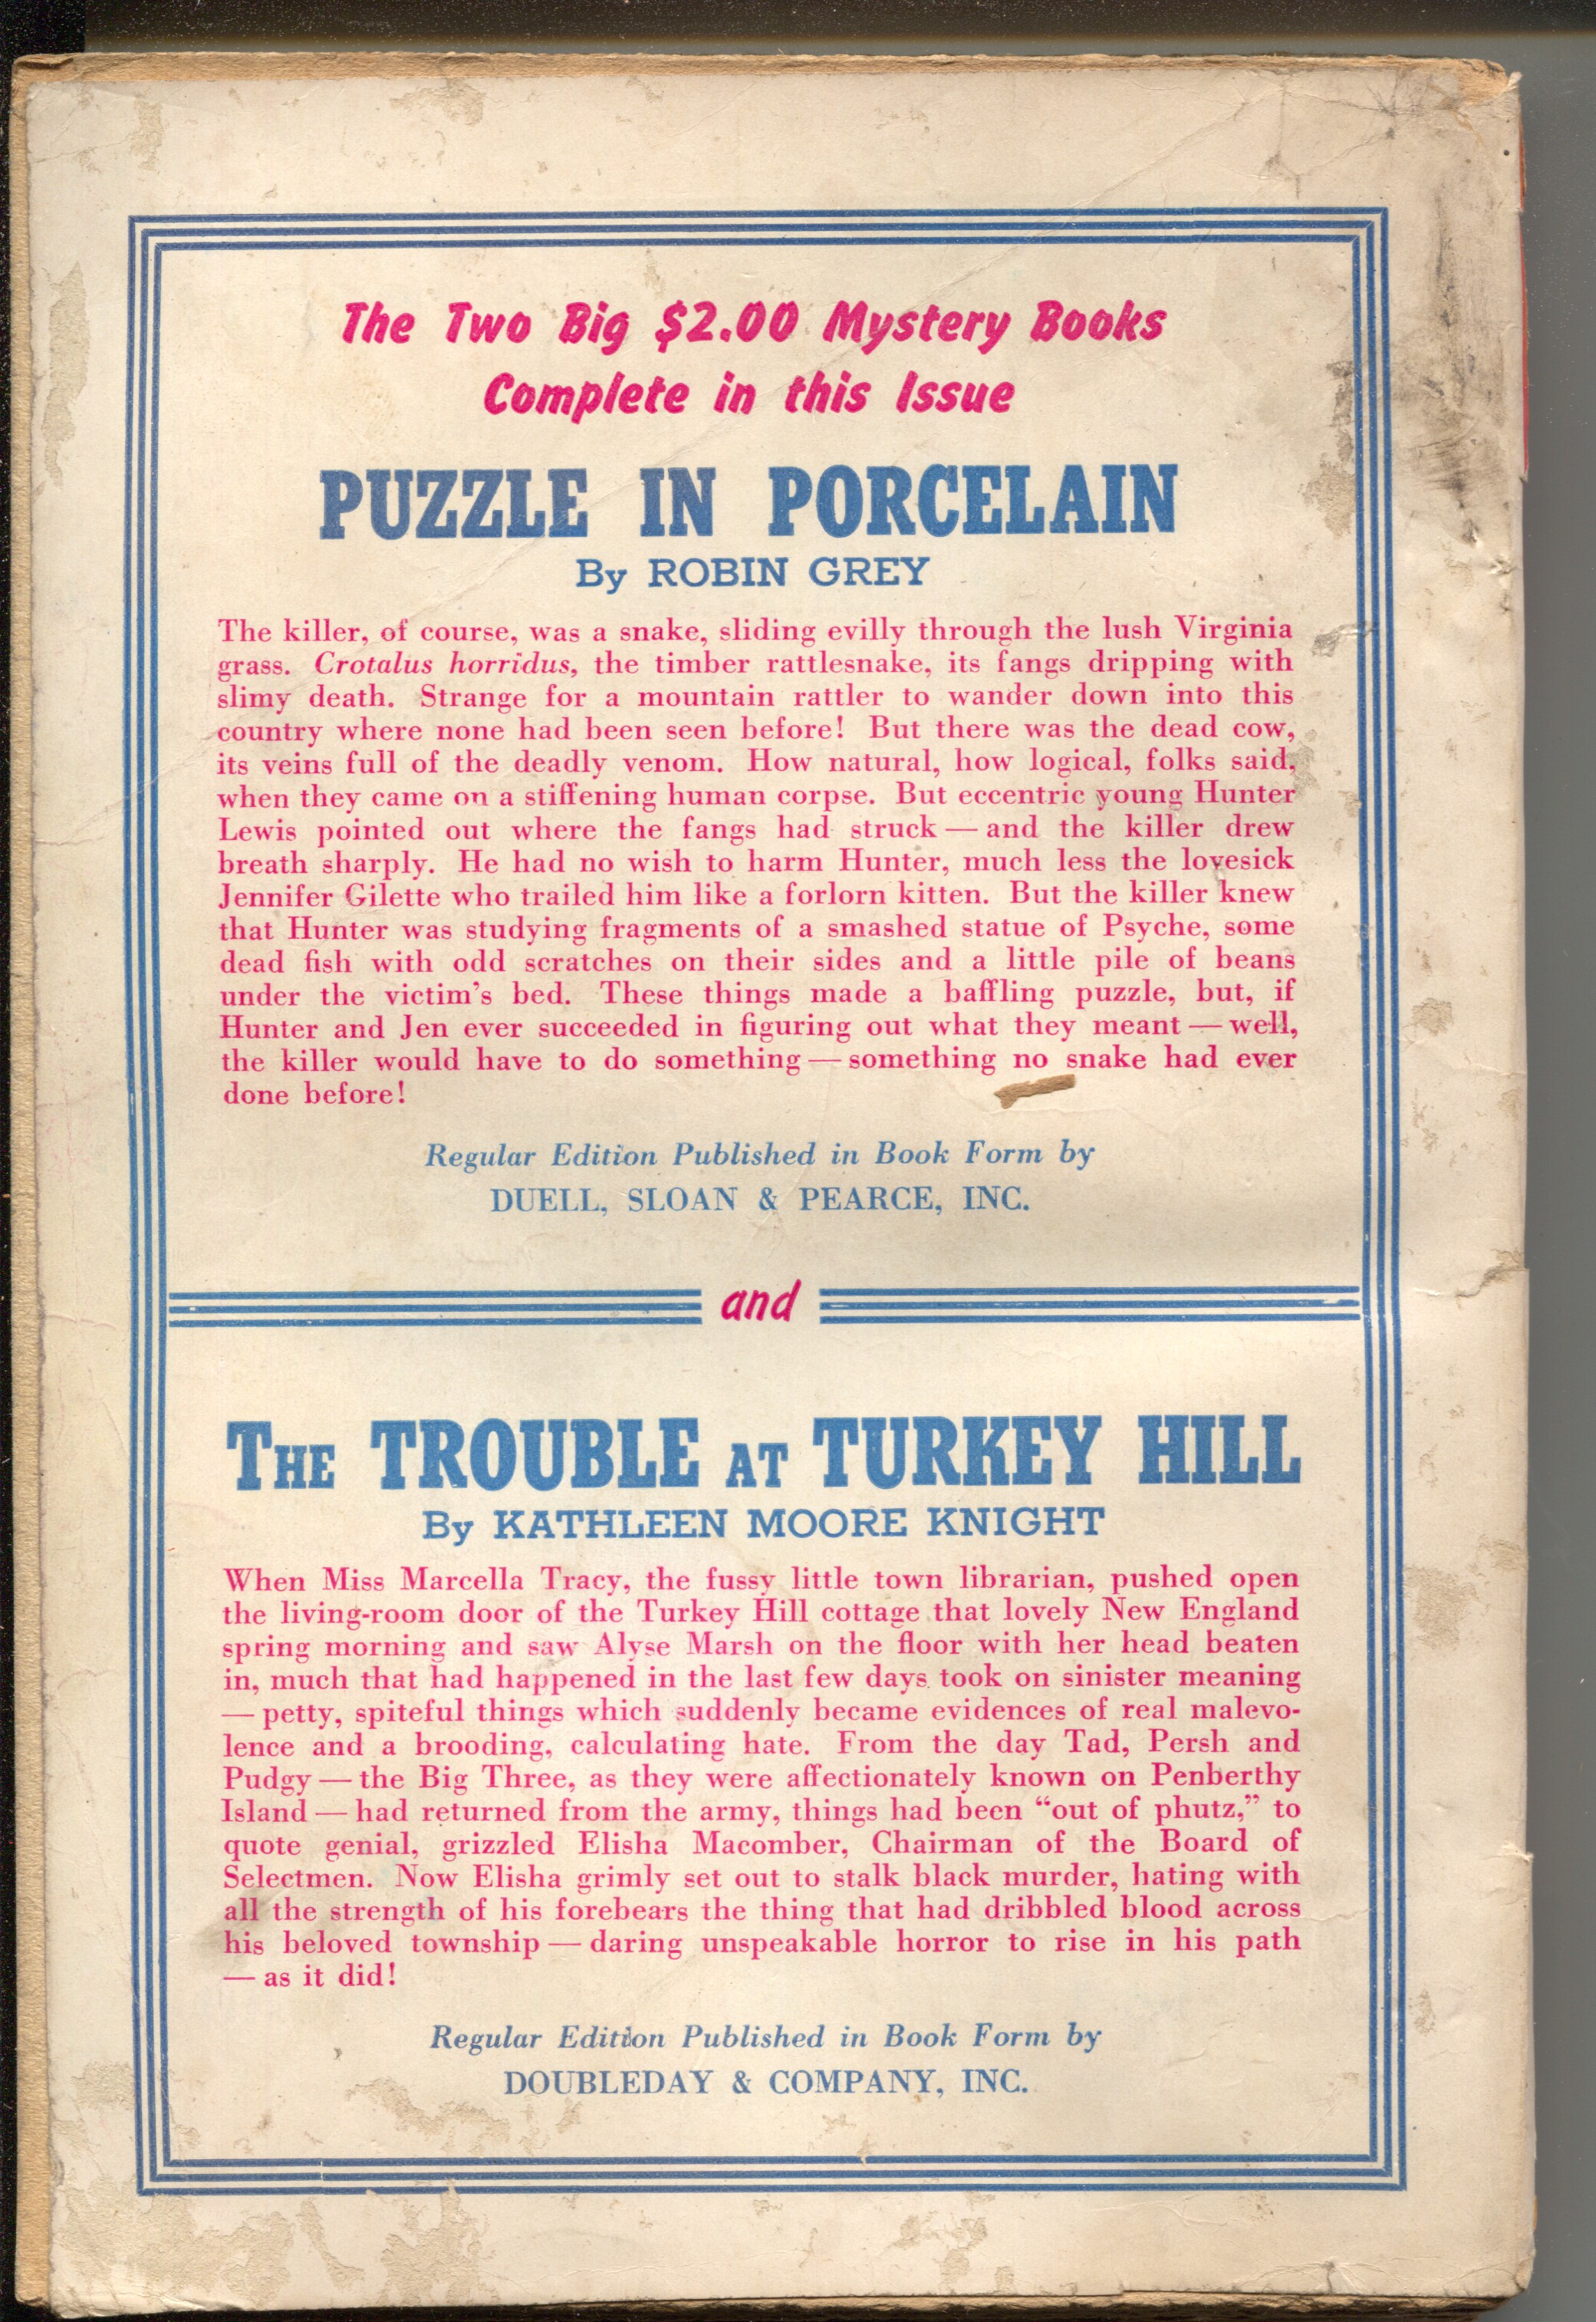 The Two Big $2.00 Mystery Books
Complete in this Issue
PUZZLE IN PORCELAIN
By ROBIN GREY
The killer, of course, was a snake, sliding evilly through the lush Virginia
grass. Crotalus horridus, the timber rattlesnake, its fangs dripping with
slimy death. Strange for a mountain rattler to wander down into this
country where none had been seen before! But there was the dead cow,
its veins full of the deadly venom. How natural, how logical, folks said,
when they came on a stiffening human corpse. But eccentric young Hunter
Lewis pointed out where the fangs had struck — and the killer drew
breath sharply. He had no wish to harm Hunter, much less the lovesick
Jennifer Gilette who trailed him like a forlorn kitten. But the killer knew
that Hunter was studying fragments of a smashed statue of Psyche, some
dead fish with odd scratches on their sides and a little pile of beans
under the victim's bed. These things made a baffling puzzle, but, if
Hunter and Jen ever succeeded in figuring out what they meant — well,
the killer would have to do something — something no snake had ever
done before!
Regular Edition Published in Book Form by
DUELL, SLOAN & PEARCE, INC.
and
THE TROUBLE AT TURKEY HILL
By KATHLEEN MOORE KNIGHT
When Miss Marcella Tracy, the fussy little town librarian, pushed open
the living-room door of the Turkey Hill cottage that lovely New England
spring morning and saw Alyse Marsh on the floor with her head beaten
in, much that had happened in the last few days took on sinister meaning
— petty, spiteful things which suddenly became evidences of real malevo-
lence and a brooding, calculating hate. From the day Tad, Persh and
Pudgy — the Big Three, as they were affectionately known on Penberthy
Island — had returned from the army, things had been "out of phutz," to
quote genial, grizzled Elisha Macomber, Chairman of the Board of
Selectmen. Now Elisha grimly set out to stalk black murder, hating with
all the strength of his forebears the thing that had dribbled blood across
his beloved township — daring unspeakable horror to rise in his path
— as it did!
Regular Edition Published in Book Form by
DOUBLEDAY & COMPANY, INC.